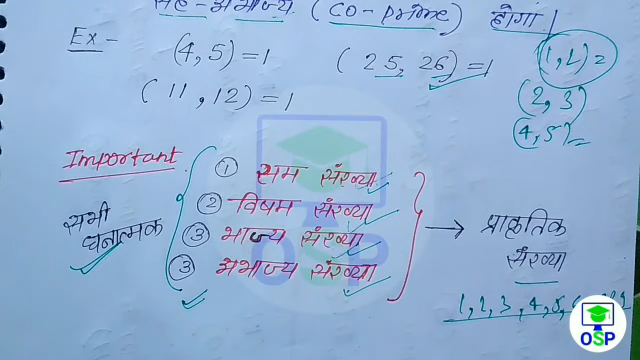 सह-अभाज्य (CO-prime) होगा।
Ex-
(4,5)=1
(25, 26)=1
(1,2)=
(11,12)=1
(2,3)
(4,5)=
Important
① सम संख्या
② विषम संख्या
③ भाज्य संख्या
③ अभाज्य संख्या
सभी
धनात्मक
→ प्राकृतिक
संख्या
1,2,3,4,5,
OSP
OSP